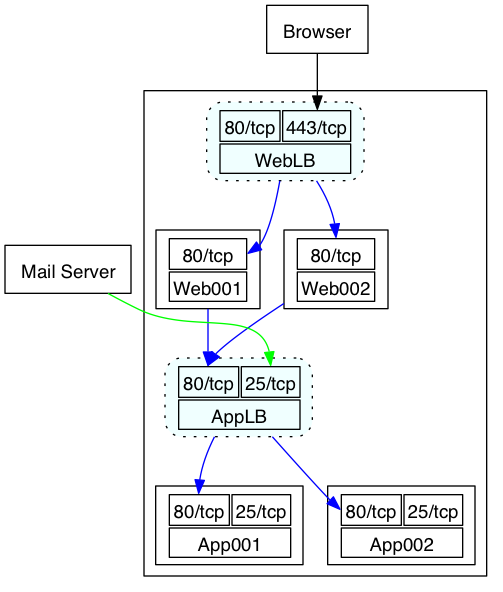 Browser
80/tcp 443/tcp
WebLB
80/tcp 80/tcp
Mail Server
Web001 Web002
80/tcp 25/tcp
AppLB
80/tcp 25/tcp 80/tcp 25/tcp
App001 App002